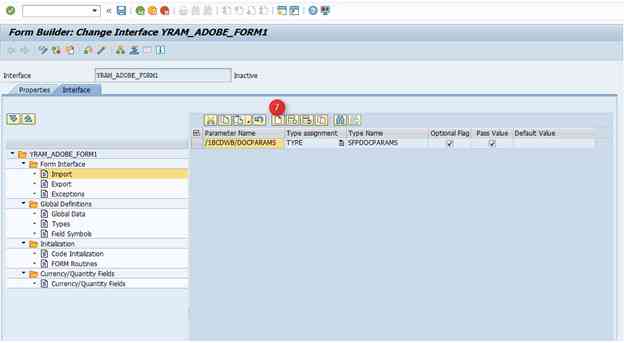 Form Builder: Change Interface YRAM_ADOBE_FORM1
Interface YRAM_ADOBE_FORM1 Inactive
Properties Interface
7
Parameter Name Type assignment Type Name Optional Flag Pass Value Default Value
/1BCDWB/DOCPARAMS TYPE SFPDOCPARAMS
YRAM_ADOBE_FORM1
Form Interface
Import
Export
Exceptions
Global Definitions
Global Data
Types
Field Symbols
Initialization
Code Initialization
FORM Routines
Currency/Quantity Fields
Currency/Quantity Fields